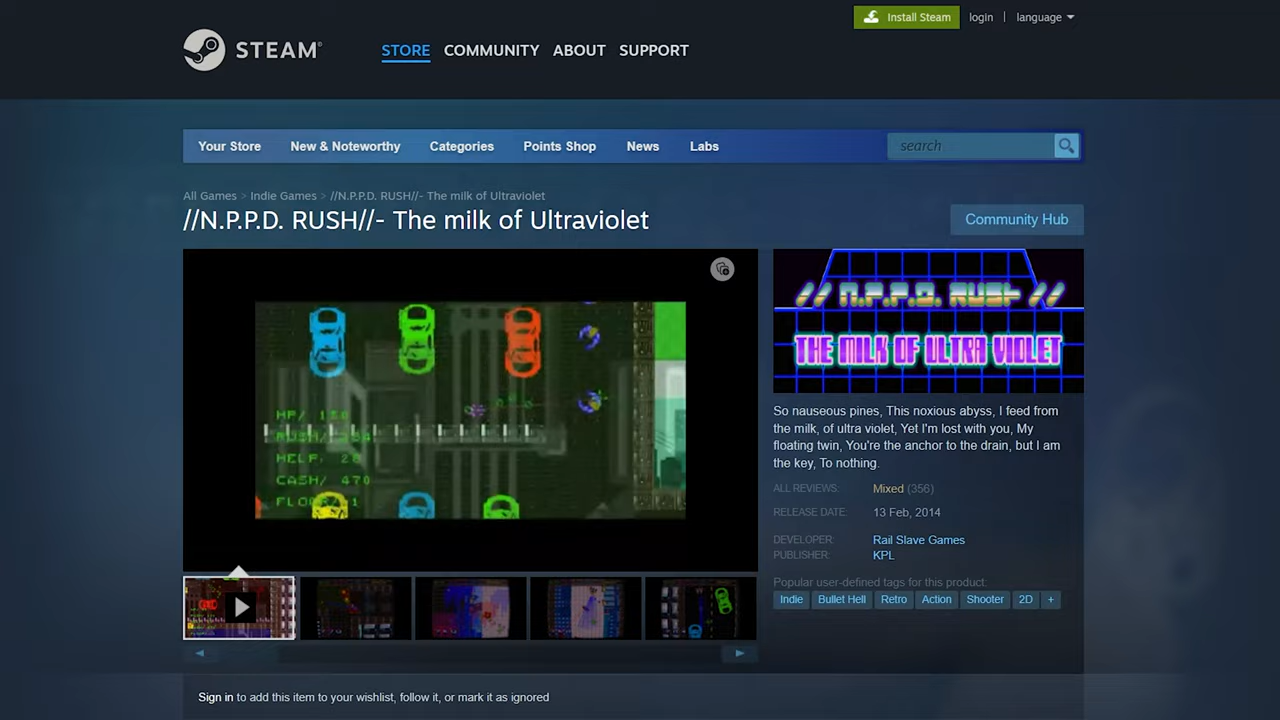 Install Steam login | language
STEAM®
STORE COMMUNITY ABOUT SUPPORT
Your Store New & Noteworthy Categories Points Shop News Labs search
All Games > Indie Games > //N.P.P.D. RUSH//- The milk of Ultraviolet
//N.P.P.D. RUSH//- The milk of Ultraviolet
Community Hub
// N.P.P.D. RUSH //
THE MILK OF ULTRA VIOLET
HP/ 150
RUSH/
HELP, 28
CASH/ 470
So nauseous pines, This noxious abyss, I feed from
the milk, of ultra violet, Yet I'm lost with you, My
floating twin, You're the anchor to the drain, but I am
the key, To nothing.
ALL REVIEWS: Mixed (356)
RELEASE DATE: 13 Feb, 2014
DEVELOPER: Rail Slave Games
PUBLISHER: KPL
Popular user-defined tags for this product:
Indie Bullet Hell Retro Action Shooter 2D +
Sign in to add this item to your wishlist, follow it, or mark it as ignored